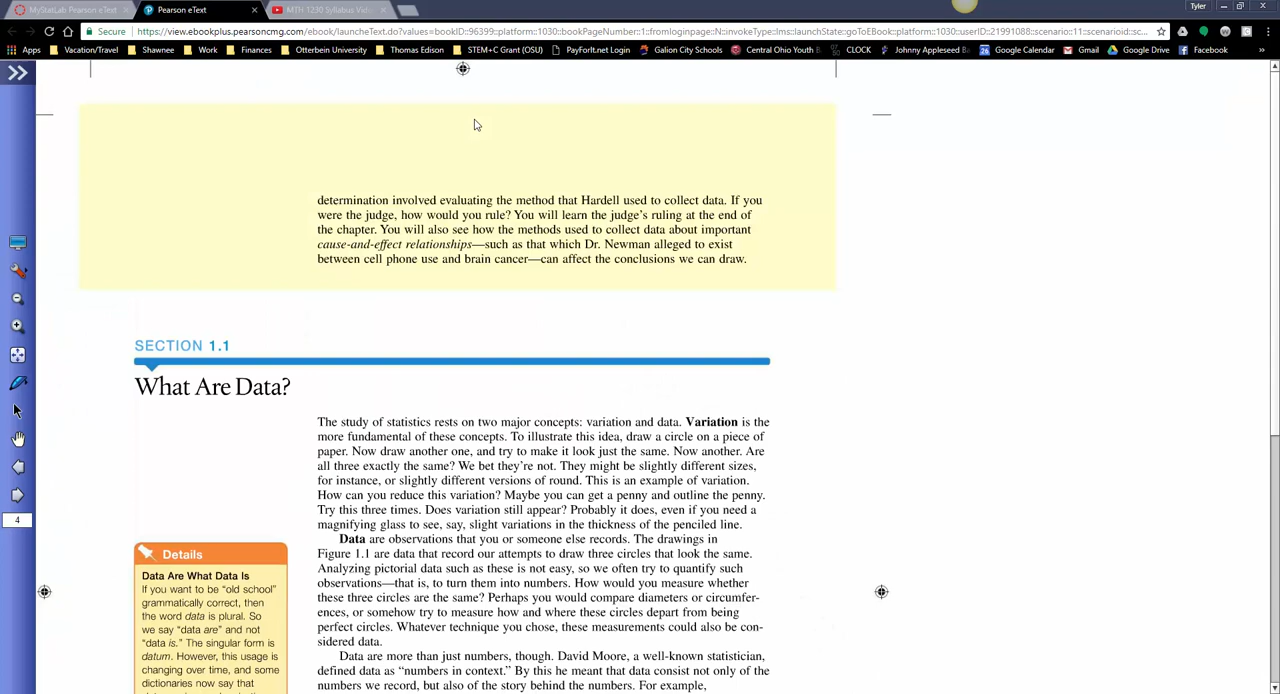 MyStatLab Pearson eText
Pearson eText
MTH 1230 Syllabus Vide
Tyler
Secure
https://view.ebookplus.pearsoncmg.com/ebook/launcheText.do?values=bookID::96399::platform::1030::bookPageNumber::1::fromloginpage::N::invokeType::lms::launchState::goToEBook::platform::1030::userID::21991088::scenario::11::scenarioid::sc...
Apps
Vacation/Travel
Shawnee
Work
Finances
Otterbein University
Thomas Edison
STEM+C Grant (OSU)
PayForIt.net Login
Galion City Schools
Central Ohio Youth B
CLOCK
Johnny Appleseed Ba
Google Calendar
Gmail
Google Drive
Facebook
determination involved evaluating the method that Hardell used to collect data. If you
were the judge, how would you rule? You will learn the judge's ruling at the end of
the chapter. You will also see how the methods used to collect data about important
cause-and-effect relationships—such as that which Dr. Newman alleged to exist
between cell phone use and brain cancer—can affect the conclusions we can draw.
SECTION 1.1
What Are Data?
The study of statistics rests on two major concepts: variation and data. Variation is the
more fundamental of these concepts. To illustrate this idea, draw a circle on a piece of
paper. Now draw another one, and try to make it look just the same. Now another. Are
all three exactly the same? We bet they're not. They might be slightly different sizes,
for instance, or slightly different versions of round. This is an example of variation.
How can you reduce this variation? Maybe you can get a penny and outline the penny.
Try this three times. Does variation still appear? Probably it does, even if you need a
magnifying glass to see, say, slight variations in the thickness of the penciled line.
Data are observations that you or someone else records. The drawings in
Figure 1.1 are data that record our attempts to draw three circles that look the same.
Analyzing pictorial data such as these is not easy, so we often try to quantify such
observations—that is, to turn them into numbers. How would you measure whether
these three circles are the same? Perhaps you would compare diameters or circumfer-
ences, or somehow try to measure how and where these circles depart from being
perfect circles. Whatever technique you chose, these measurements could also be con-
sidered data.
Data are more than just numbers, though. David Moore, a well-known statistician,
defined data as "numbers in context." By this he meant that data consist not only of the
numbers we record, but also of the story behind the numbers. For example,
4
Details
Data Are What Data Is
If you want to be "old school"
grammatically correct, then
the word data is plural. So
we say "data are" and not
"data is." The singular form is
datum. However, this usage is
changing over time, and some
dictionaries now say that